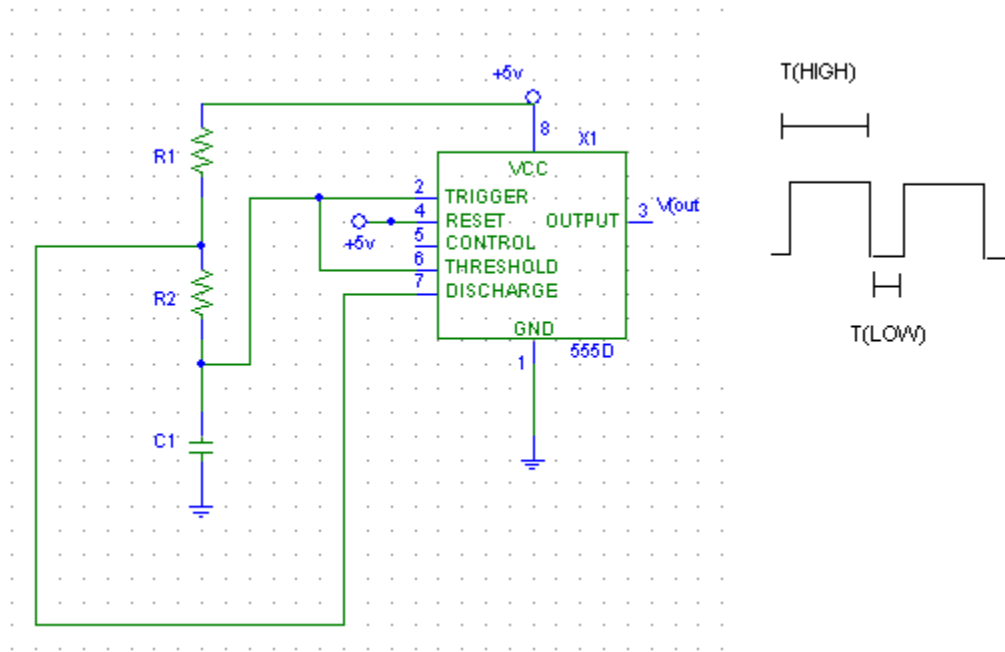 +5v
T(HIGH)
8
X1
R1
VCC
2 TRIGGER
4 RESET OUTPUT 3 V(out
+5v
5 CONTROL
6 THRESHOLD
7 DISCHARGE
R2
GND
555D
1
T(LOW)
C1